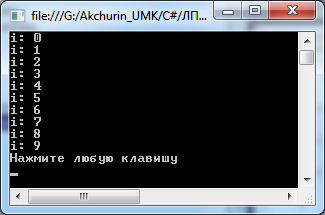 file:///G:/Akchurin_UMK/C#/ЛП...
i: 0
i: 1
i: 2
i: 3
i: 4
i: 5
i: 6
i: 7
i: 8
i: 9
Нажмите любую клавишу